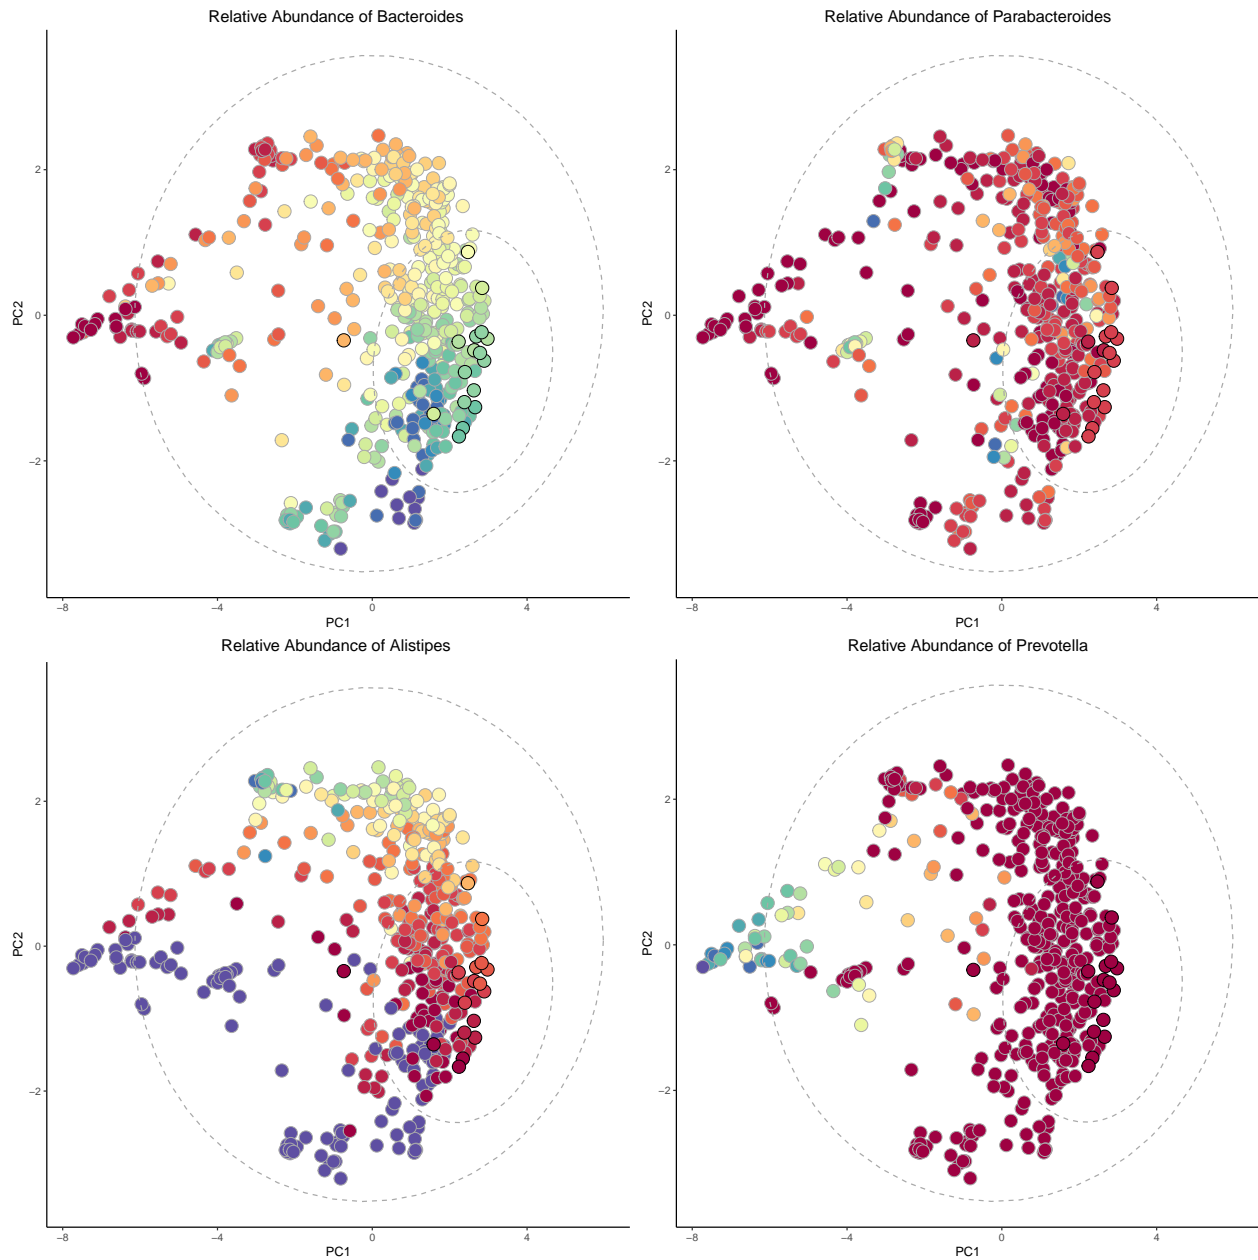 Relative Abundance of Bacteroides
PC2
2
0
−2
−8
−4
0
4
PC1
Relative Abundance of Parabacteroides
PC2
2
0
−2
−8
−4
0
4
PC1
Relative Abundance of Alistipes
PC2
2
0
−2
−8
−4
0
4
PC1
Relative Abundance of Prevotella
PC2
2
0
−2
−8
−4
0
4
PC1